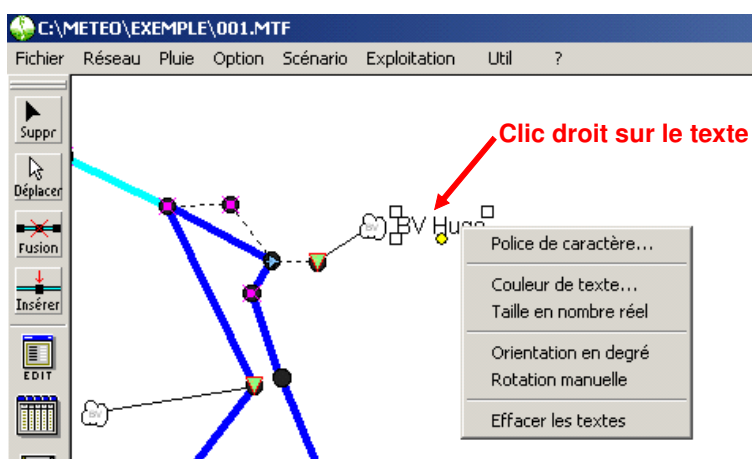 C:\METEO\EXEMPLE\001.MTF
Fichier Réseau Pluie Option Scénario Exploitation Util ?
Suppr
Déplacer
Fusion
Insérer
EDIT
Clic droit sur le texte
BV Hugo
Police de caractère...
Couleur de texte...
Taille en nombre réel
Orientation en degré
Rotation manuelle
Effacer les textes
BV
BV